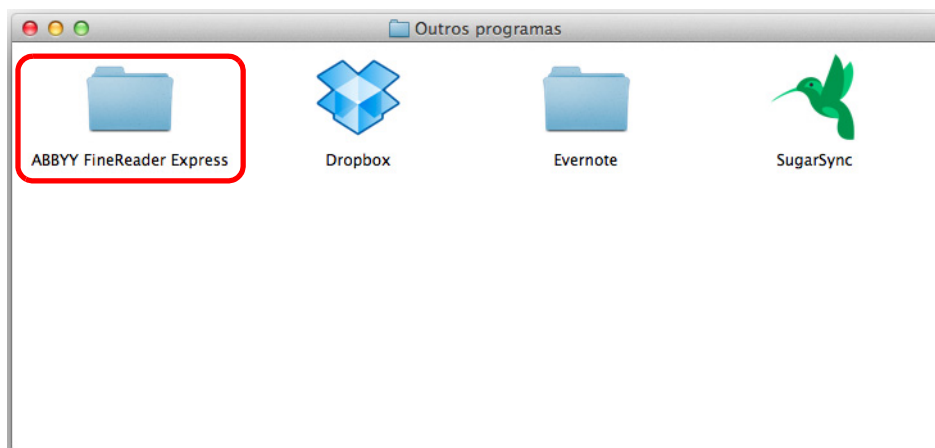 Outros programas
ABBYY FineReader Express
Dropbox
Evernote
SugarSync